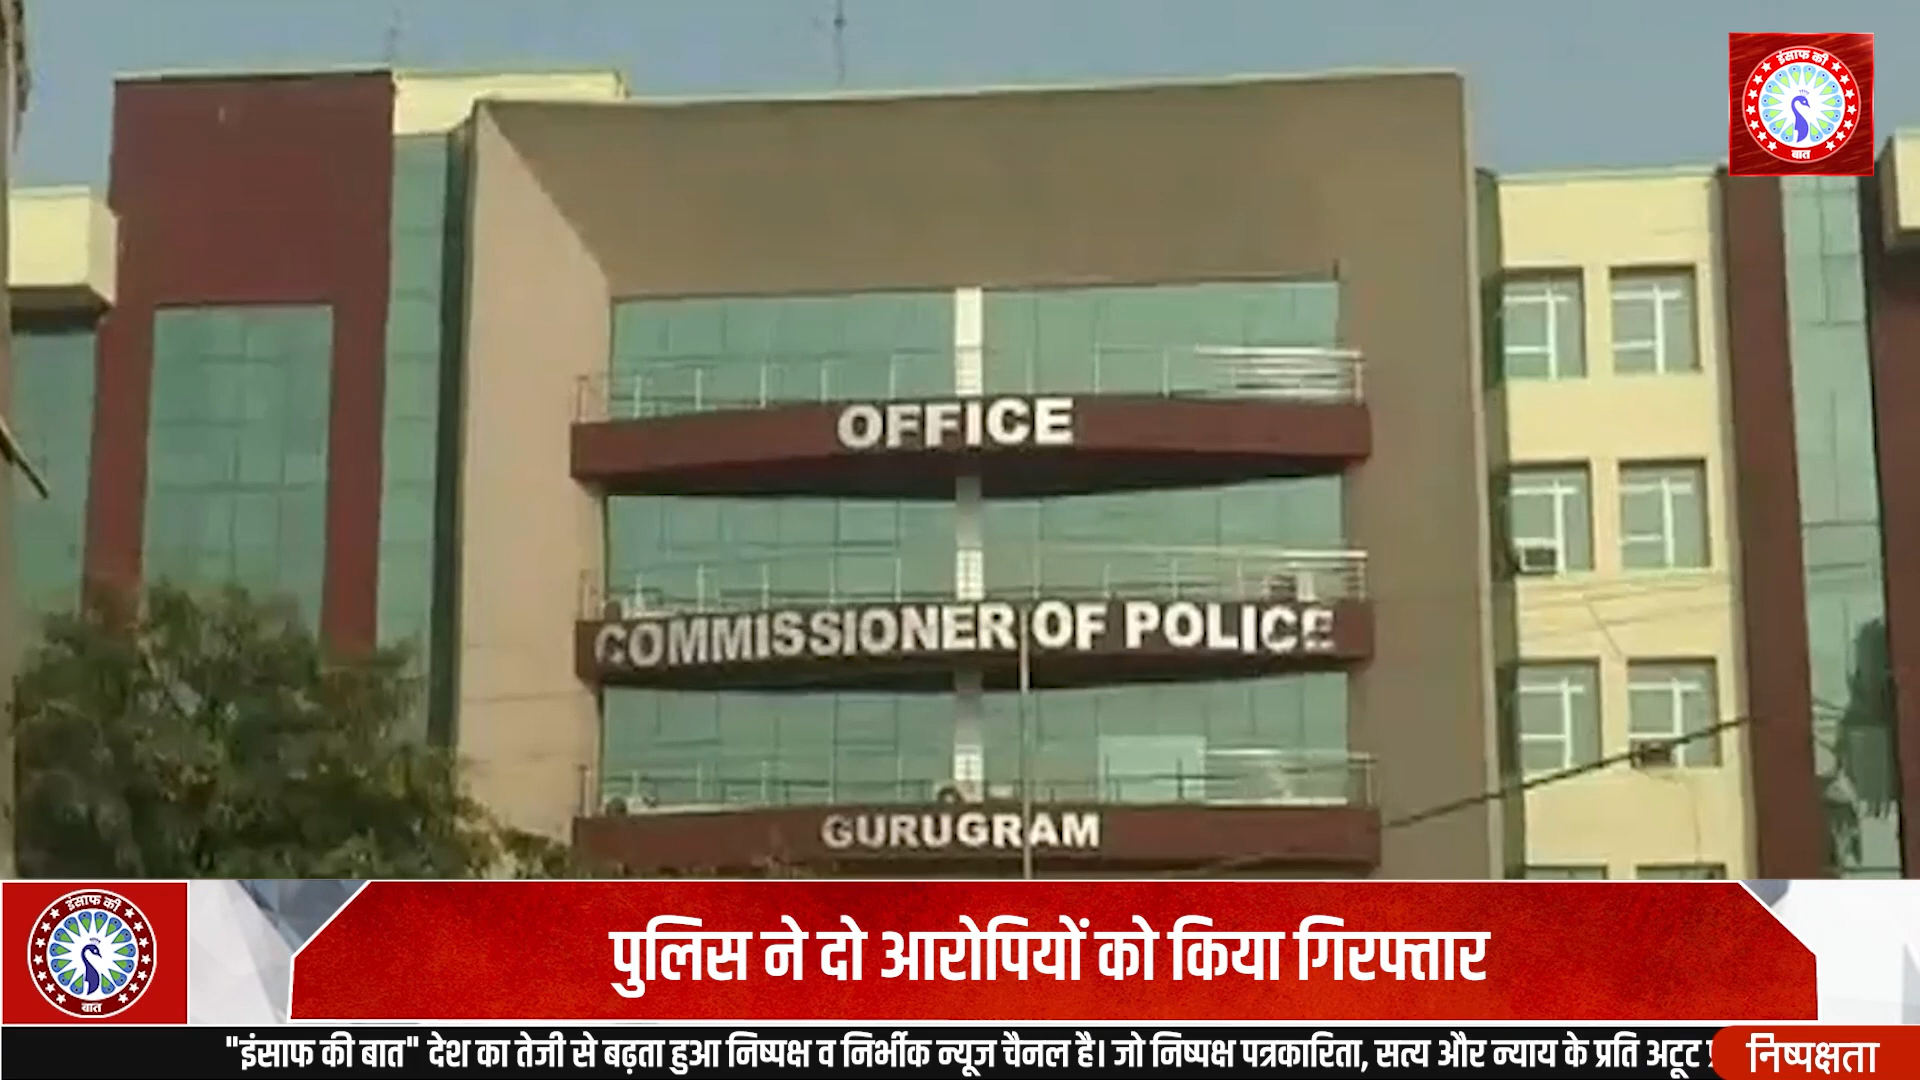 इंसाफ की
बात
OFFICE
COMMISSIONER OF POLICE
GURUGRAM
इंसाफ की
बात
पुलिस ने दो आरोपियों को किया गिरफ्तार
"इंसाफ की बात" देश का तेजी से बढ़ता हुआ निष्पक्ष व निर्भीक न्यूज चैनल है। जो निष्पक्ष पत्रकारिता, सत्य और न्याय के प्रति अटूट
निष्पक्षता